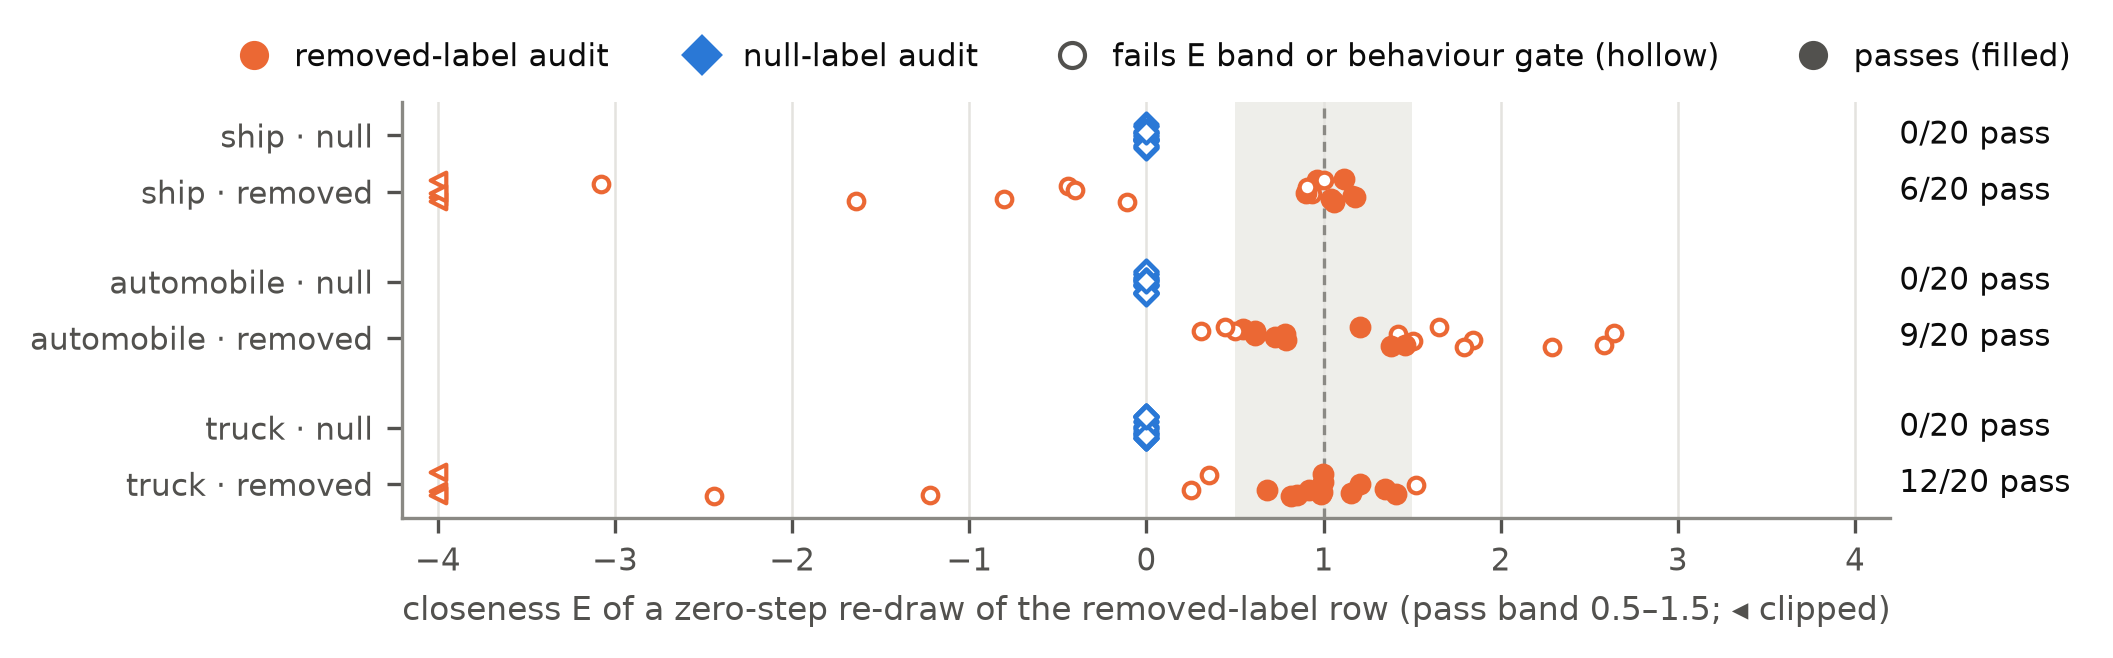 removed-label audit
null-label audit
fails E band or behaviour gate (hollow)
passes (filled)
ship · null
0/20 pass
ship · removed
6/20 pass
automobile · null
0/20 pass
automobile · removed
9/20 pass
truck · null
0/20 pass
truck · removed
12/20 pass
−4 −3 −2 −1 0 1 2 3 4
closeness E of a zero-step re-draw of the removed-label row (pass band 0.5–1.5; ◂ clipped)